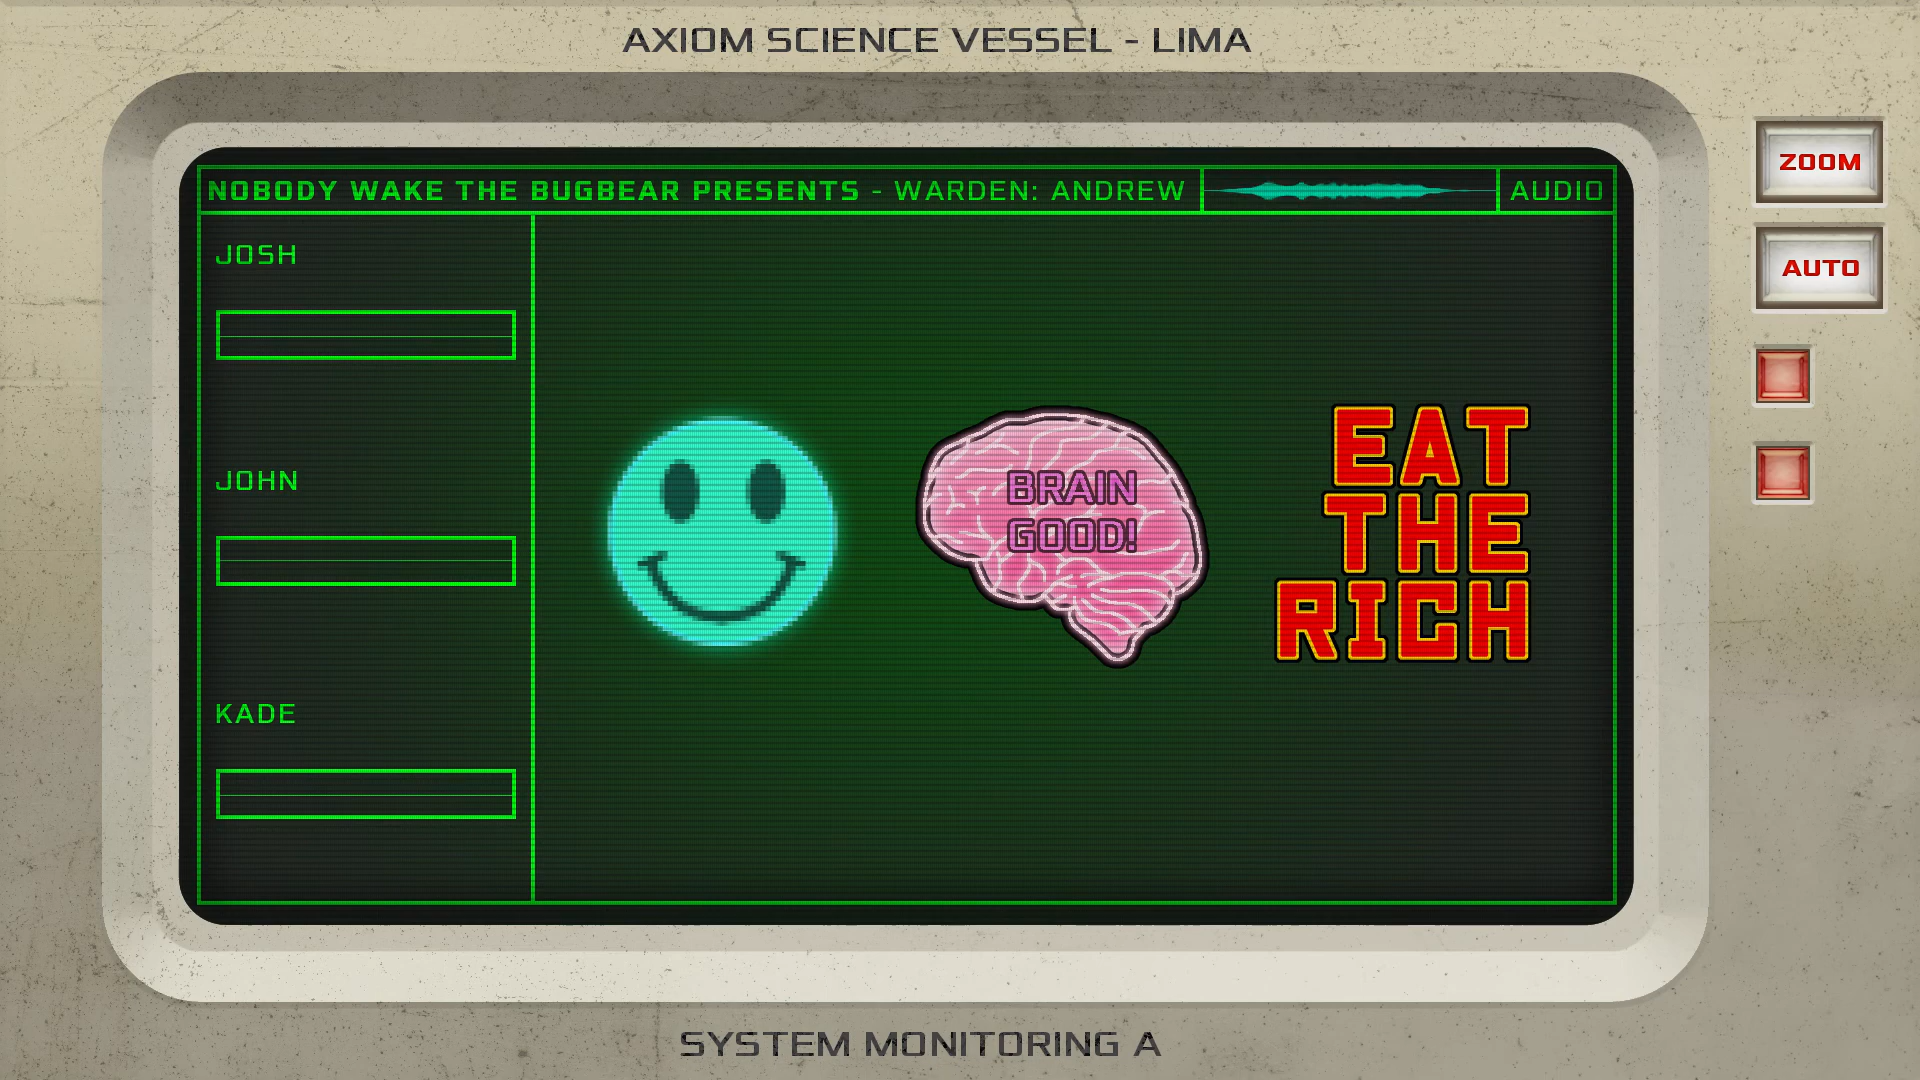 AXIOM SCIENCE VESSEL - LIMA
NOBODY WAKE THE BUGBEAR PRESENTS - WARDEN: ANDREW
AUDIO
ZOOM
AUTO
JOSH
JOHN
KADE
BRAIN
GOOD!
EAT
THE
RICH
SYSTEM MONITORING A